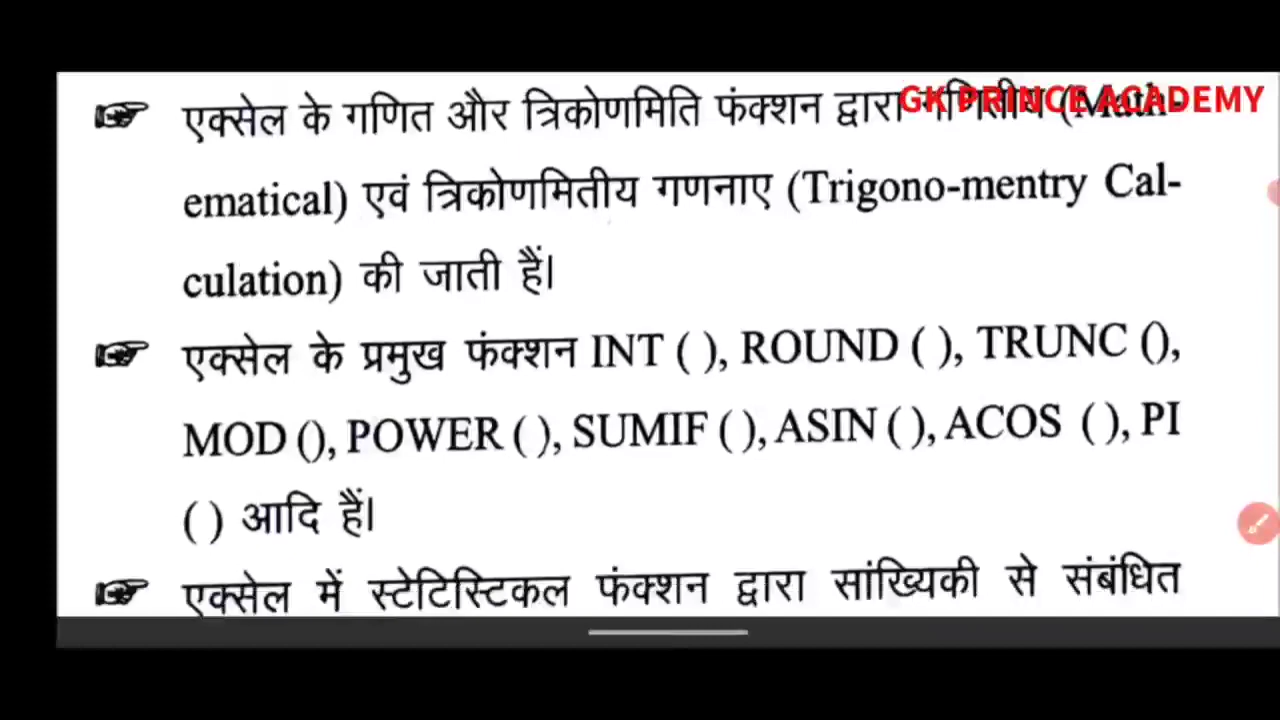 GK PRINCE ACADEMY
एक्सेल के गणित और त्रिकोणमिति फंक्शन द्वारा
ematical) एवं त्रिकोणमितीय गणनाए (Trigono-mentry Cal-
culation) की जाती हैं।
एक्सेल के प्रमुख फंक्शन INT ( ), ROUND ( ), TRUNC (),
MOD (), POWER ( ), SUMIF ( ), ASIN ( ), ACOS ( ), PI
( ) आदि हैं।
एक्सेल में स्टेटिस्टिकल फंक्शन द्वारा सांख्यिकी से संबंधित